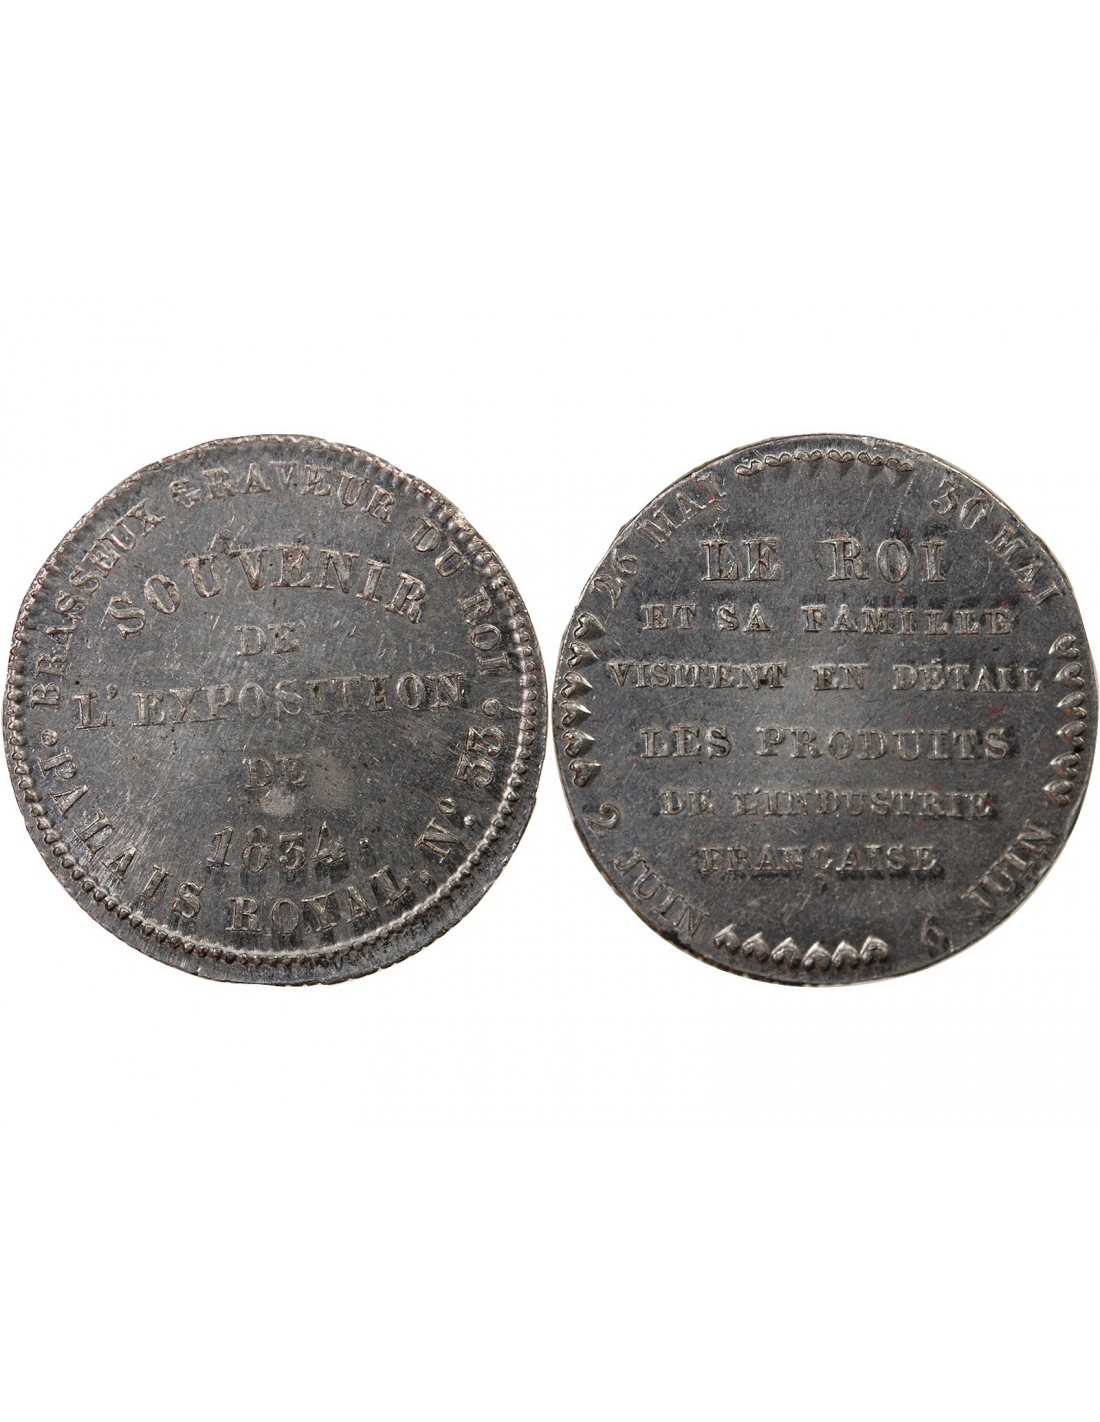 BRASSEUX GRAVEUR DU ROI.
PALAIS ROYAL. N° 33.
SOUVENIR
DE
L'EXPOSITION
DE
1834.
26 MAI
30 MAI
LE ROI
ET SA FAMILLE
VISITENT EN DÉTAIL
LES PRODUITS
DE L'INDUSTRIE
FRANÇAISE
2 JUIN
6 JUIN